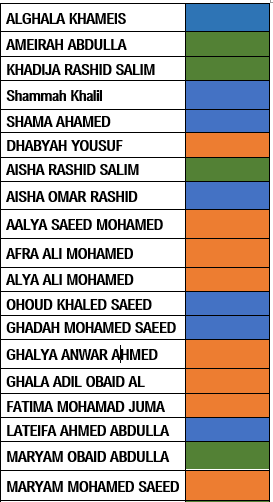 ALGHALA KHAMEIS
AMEIRAH ABDULLA
KHADIJA RASHID SALIM
Shammah Khalil
SHAMA AHAMED
DHABYAH YOUSUF
AISHA RASHID SALIM
AISHA OMAR RASHID
AALYA SAEED MOHAMED
AFRA ALI MOHAMED
ALYA ALI MOHAMED
OHOUD KHALED SAEED
GHADAH MOHAMED SAEED
GHALYA ANWAR AHMED
GHALA ADIL OBAID AL
FATIMA MOHAMAD JUMA
LATEIFA AHMED ABDULLA
MARYAM OBAID ABDULLA
MARYAM MOHAMED SAEED